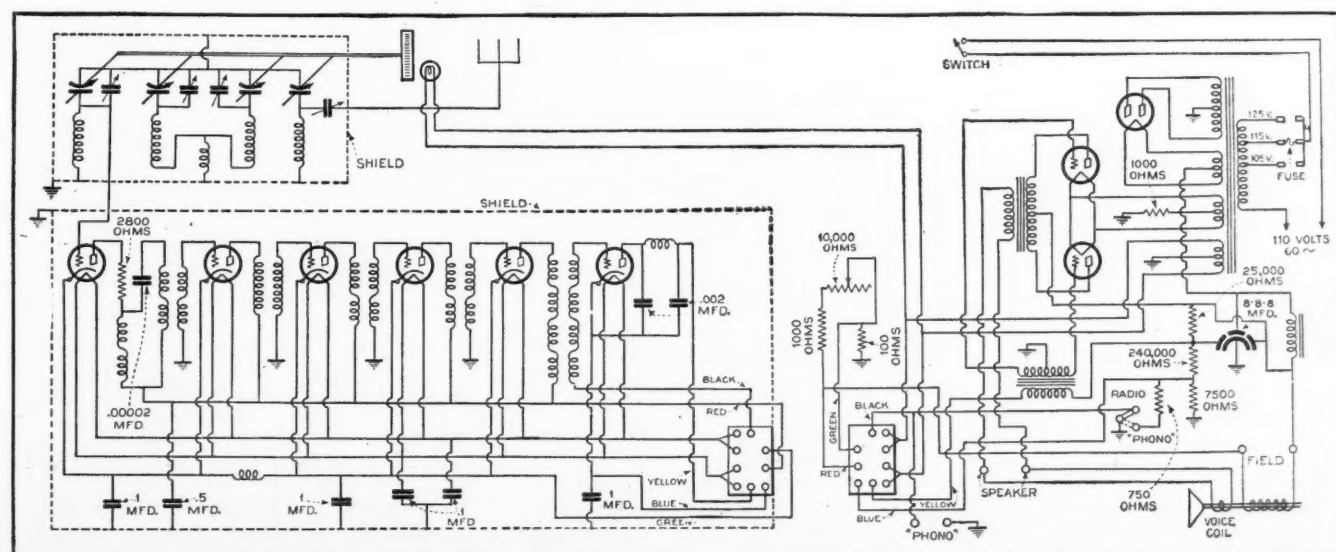 SHIELD
SHIELD
2800
OHMS
.00002
MFD.
.002
MFD.
BLACK
RED
YELLOW
BLUE
GREEN
.1
MFD.
.5
MFD.
.1
MFD.
.1
MFD
.1
MFD.
10,000
OHMS
1000 OHMS
100
OHMS
BLACK
GREEN
RED
YELLOW
BLUE
"PHONO"
SWITCH
125 V.
115 V.
105 V.
FUSE
1000
OHMS
110 VOLTS
60 ~
25,000
OHMS
8-8-8
MFD.
240,000
OHMS
7500
OHMS
RADIO
"PHONO"
FIELD
SPEAKER
750
OHMS
VOICE
COIL